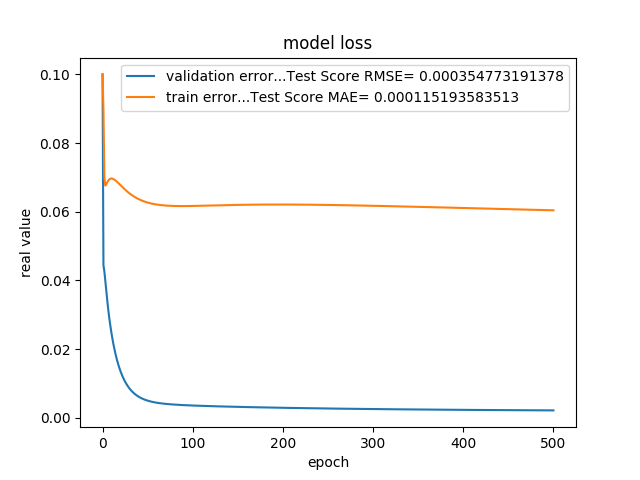 model loss
validation error...Test Score RMSE= 0.000354773191378
train error...Test Score MAE= 0.000115193583513
real value
0.10
0.08
0.06
0.04
0.02
0.00
0 100 200 300 400 500
epoch